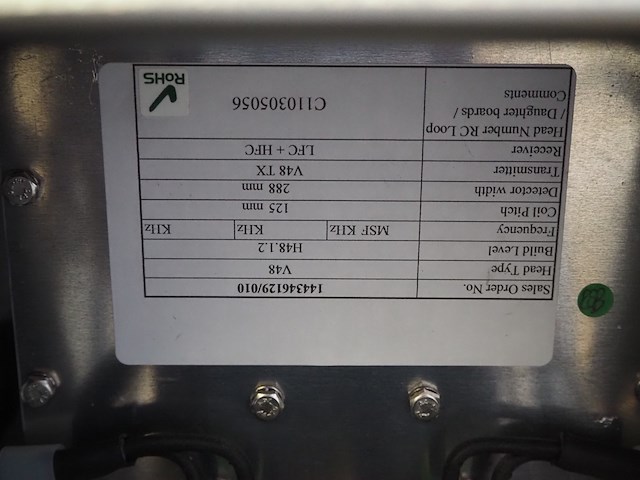 Sales Order No. 144346129/010
Head Type V48
Build Level H48.1.2
Frequency MSF KHz KHz KHz
Coil Pitch 125 mm
Detector width 288 mm
Transmitter V48 TX
Receiver LFC + HFC
Head Number RC Loop
/ Daughter boards / C110305056
Comments
RoHS